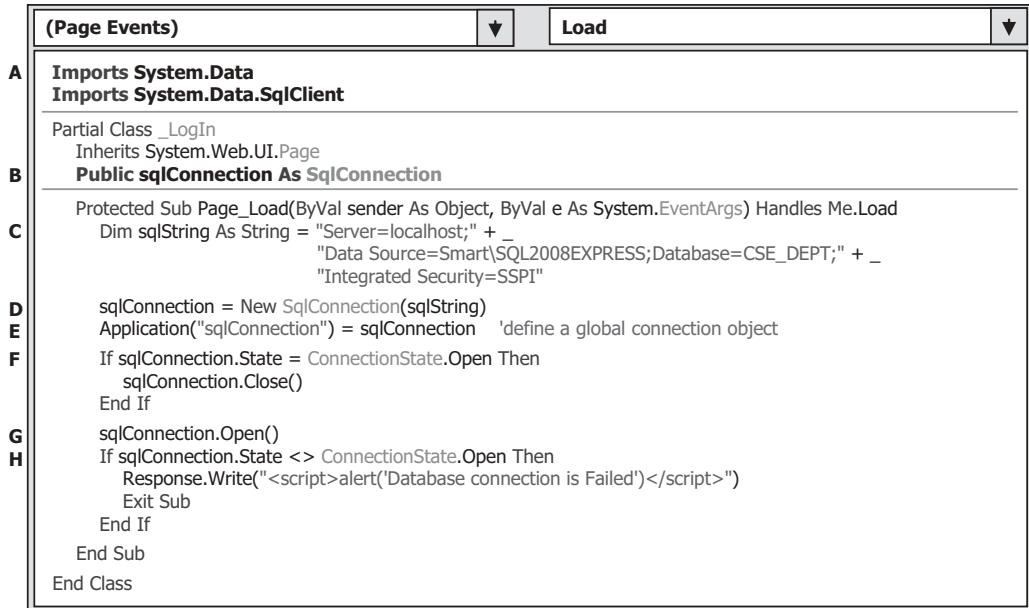 (Page Events) Load
A Imports System.Data
Imports System.Data.SqlClient
Partial Class _LogIn
Inherits System.Web.UI.Page
B Public sqlConnection As SqlConnection
Protected Sub Page_Load(ByVal sender As Object, ByVal e As System.EventArgs) Handles Me.Load
C Dim sqlString As String = "Server=localhost;" + _
"Data Source=Smart\SQL2008EXPRESS;Database=CSE_DEPT;" + _
"Integrated Security=SSPI"
D sqlConnection = New SqlConnection(sqlString)
E Application("sqlConnection") = sqlConnection 'define a global connection object
F If sqlConnection.State = ConnectionState.Open Then
sqlConnection.Close()
End If
G sqlConnection.Open()
H If sqlConnection.State <> ConnectionState.Open Then
Response.Write("<script>alert('Database connection is Failed')</script>")
Exit Sub
End If
End Sub
End Class